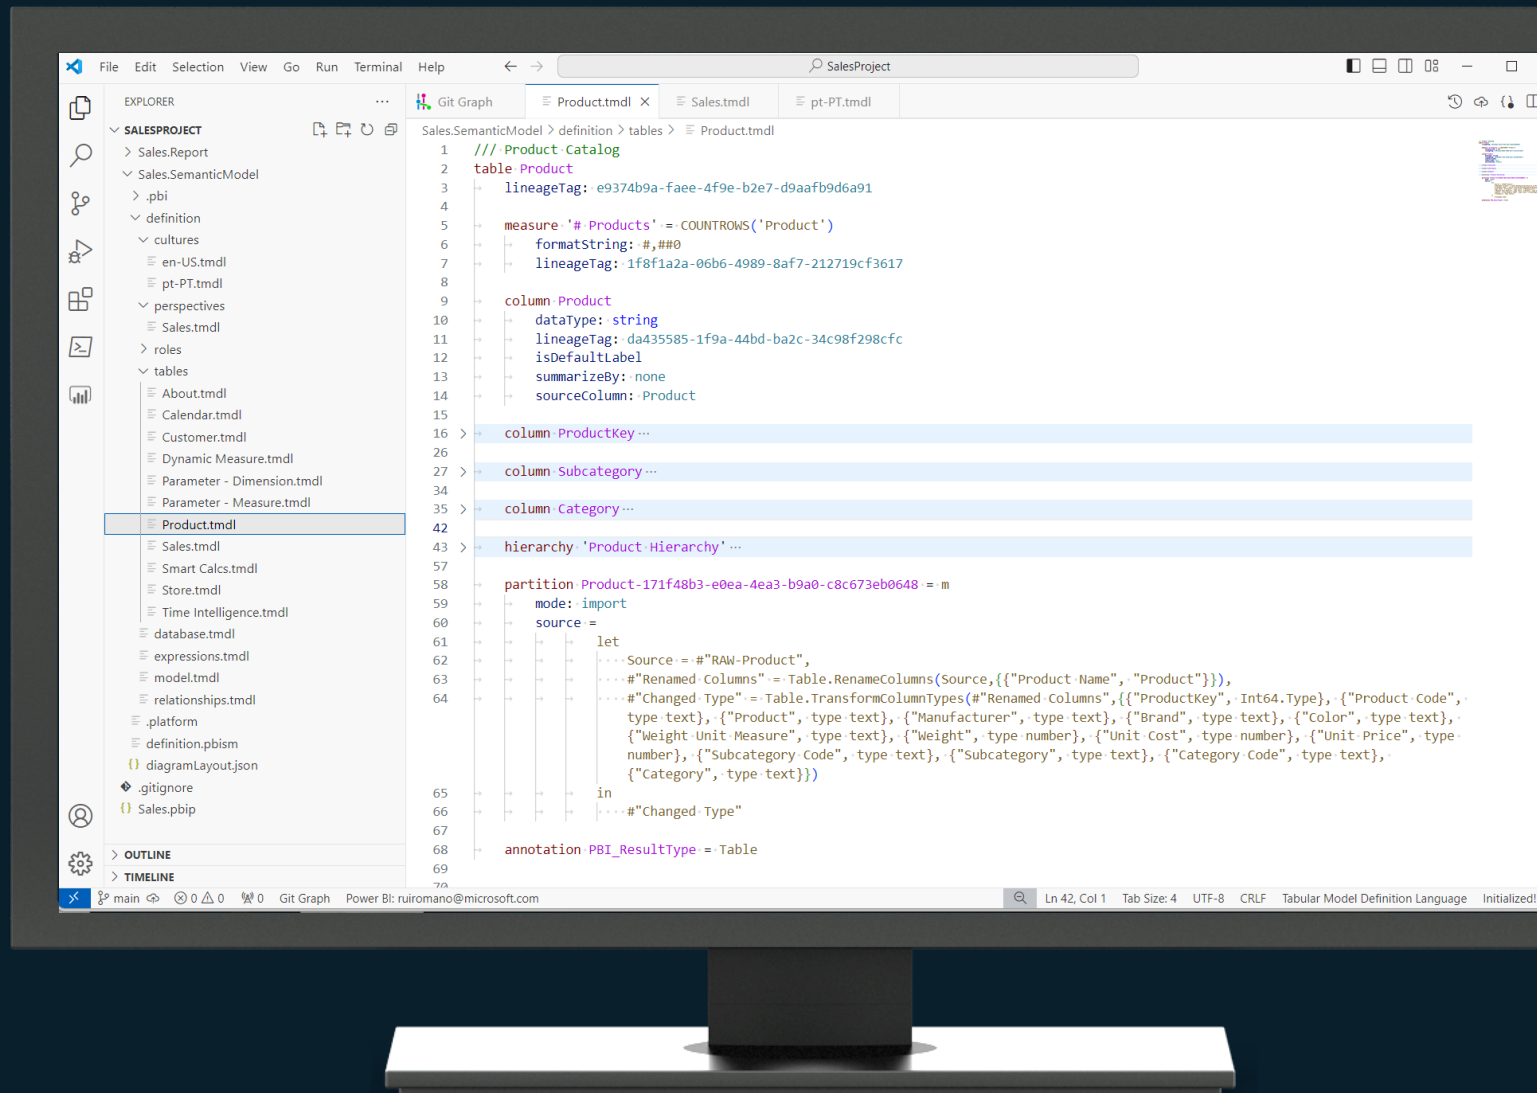 File Edit Selection View Go Run Terminal Help
SalesProject
EXPLORER
SALESPROJECT
Sales.Report
Sales.SemanticModel
.pbi
definition
cultures
en-US.tmdl
pt-PT.tmdl
perspectives
Sales.tmdl
roles
tables
About.tmdl
Calendar.tmdl
Customer.tmdl
Dynamic Measure.tmdl
Parameter - Dimension.tmdl
Parameter - Measure.tmdl
Product.tmdl
Sales.tmdl
Smart Calcs.tmdl
Store.tmdl
Time Intelligence.tmdl
database.tmdl
expressions.tmdl
model.tmdl
relationships.tmdl
.platform
definition.pbism
diagramLayout.json
.gitignore
Sales.pbip
OUTLINE
TIMELINE
Git Graph Product.tmdl Sales.tmdl pt-PT.tmdl
Sales.SemanticModel > definition > tables > Product.tmdl
1 /// Product Catalog
2 table Product
3 lineageTag: e9374b9a-faee-4f9e-b2e7-d9aafb9d6a91
4
5 measure '# Products' = COUNTROWS('Product')
6 formatString: #,##0
7 lineageTag: 1f8f1a2a-06b6-4989-8af7-212719cf3617
8
9 column Product
10 dataType: string
11 lineageTag: da435585-1f9a-44bd-ba2c-34c98f298cfc
12 isDefaultLabel
13 summarizeBy: none
14 sourceColumn: Product
15
16 column ProductKey ...
26
27 column Subcategory ...
34
35 column Category ...
42
43 hierarchy 'Product Hierarchy' ...
57
58 partition Product-171f48b3-e0ea-4ea3-b9a0-c8c673eb0648 = m
59 mode: import
60 source =
61 let
62 Source = #"RAW-Product",
63 #"Renamed Columns" = Table.RenameColumns(Source,{{"Product Name", "Product"}}),
64 #"Changed Type" = Table.TransformColumnTypes(#"Renamed Columns",{{"ProductKey", Int64.Type}, {"Product Code",
type text}, {"Product", type text}, {"Manufacturer", type text}, {"Brand", type text}, {"Color", type text},
{"Weight Unit Measure", type text}, {"Weight", type number}, {"Unit Cost", type number}, {"Unit Price", type
number}, {"Subcategory Code", type text}, {"Subcategory", type text}, {"Category Code", type text},
{"Category", type text}})
65 in
66 #"Changed Type"
67
68 annotation PBI_ResultType = Table
69
70
main 0 0 0 Git Graph Power BI: ruiromano@microsoft.com Ln 42, Col 1 Tab Size: 4 UTF-8 CRLF Tabular Model Definition Language Initialized!